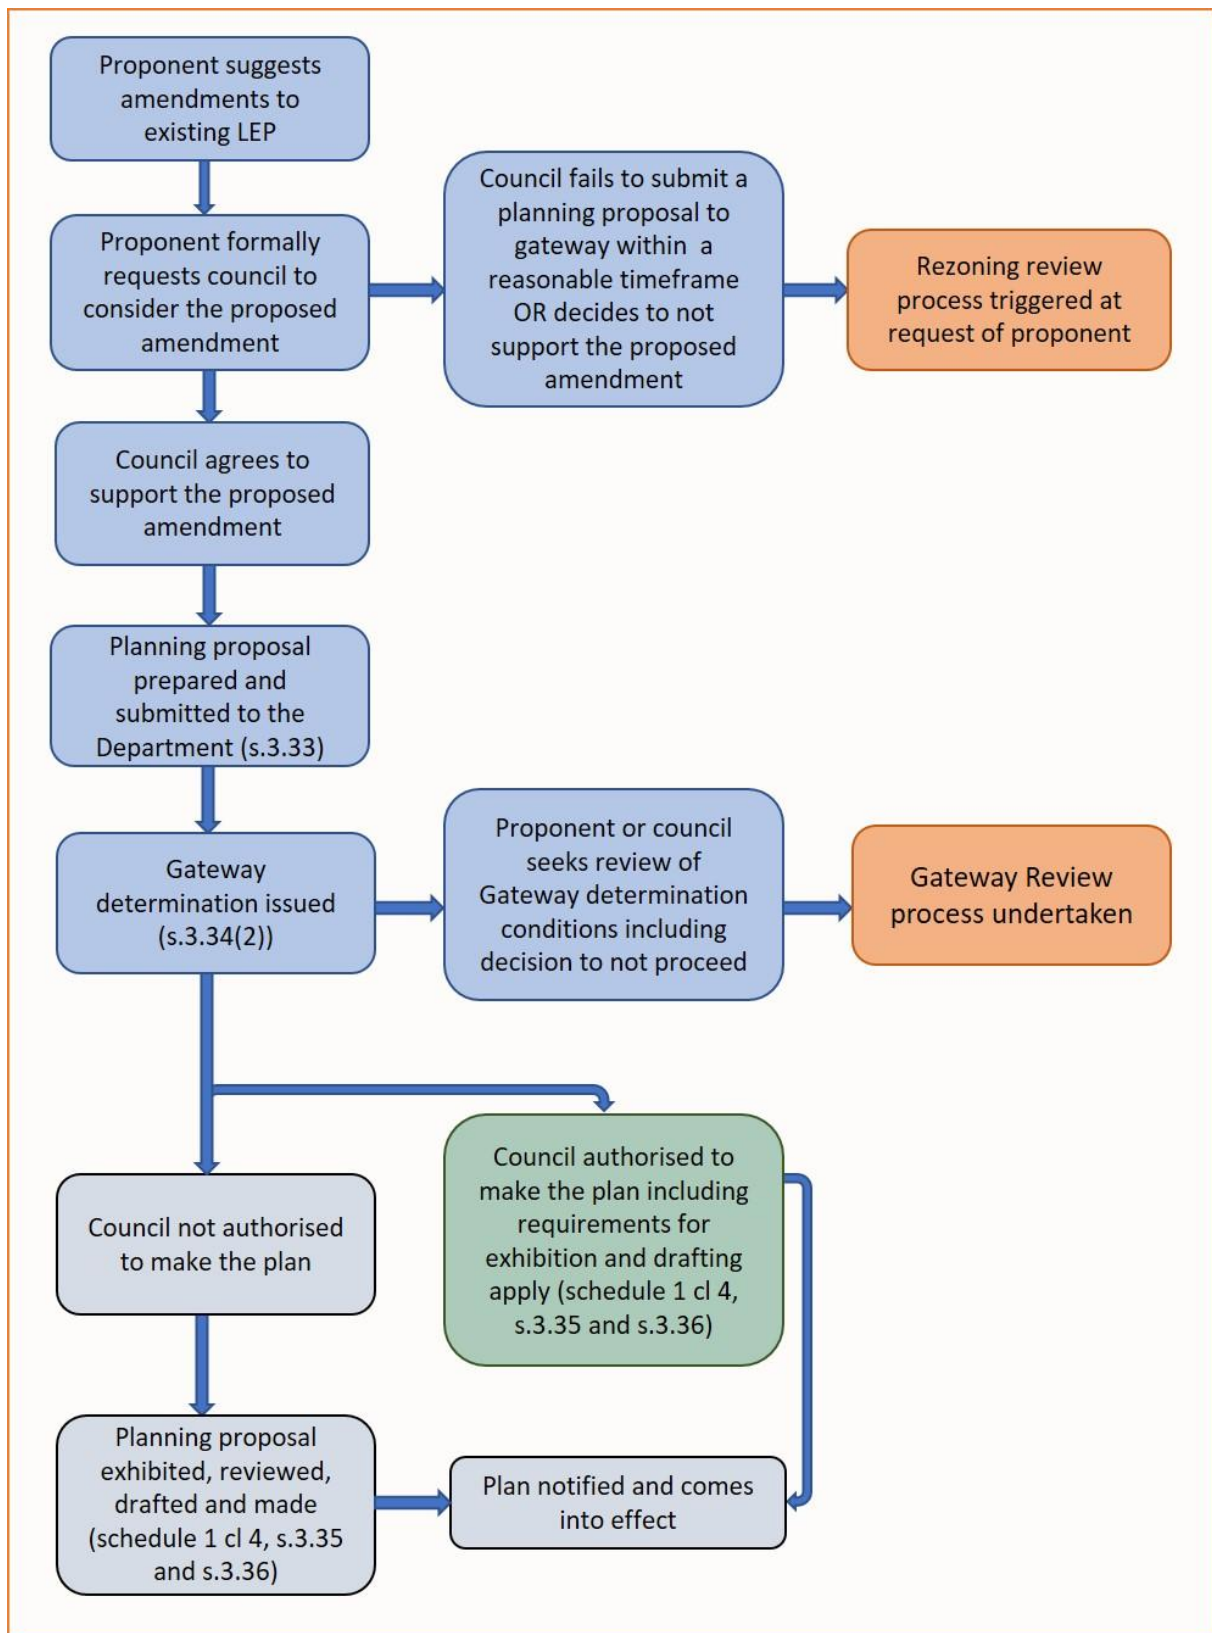 Proponent suggests
amendments to
existing LEP
Proponent formally
requests council to
consider the proposed
amendment
Council fails to submit a
planning proposal to
gateway within a
reasonable timeframe
OR decides to not
support the proposed
amendment
Rezoning review
process triggered at
request of proponent
Council agrees to
support the proposed
amendment
Planning proposal
prepared and
submitted to the
Department (s.3.33)
Gateway
determination issued
(s.3.34(2))
Proponent or council
seeks review of
Gateway determination
conditions including
decision to not proceed
Gateway Review
process undertaken
Council not authorised
to make the plan
Council authorised to
make the plan including
requirements for
exhibition and drafting
apply (schedule 1 cl 4,
s.3.35 and s.3.36)
Planning proposal
exhibited, reviewed,
drafted and made
(schedule 1 cl 4, s.3.35
and s.3.36)
Plan notified and comes
into effect